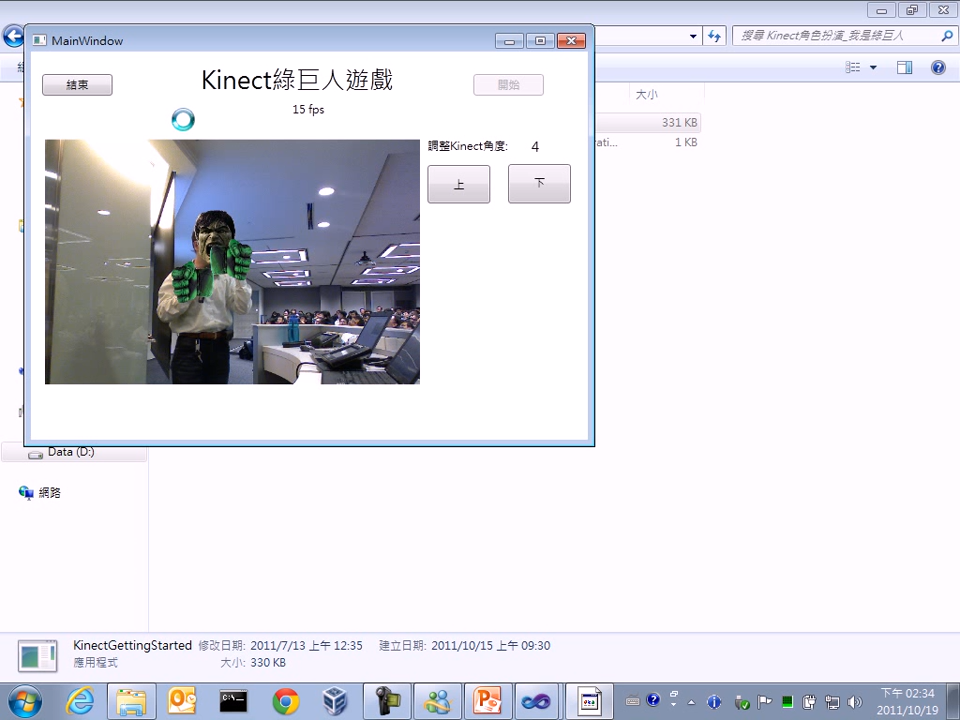 MainWindow
搜尋 Kinect角色扮演_我是綠巨人
結束
Kinect綠巨人遊戲
開始
15 fps
大小
331 KB
調整Kinect角度:
4
ati...
1 KB
上
下
Data (D:)
網路
KinectGettingStarted
修改日期: 2011/7/13 上午 12:35
建立日期: 2011/10/15 上午 09:30
應用程式
大小: 330 KB
下午 02:34
2011/10/19